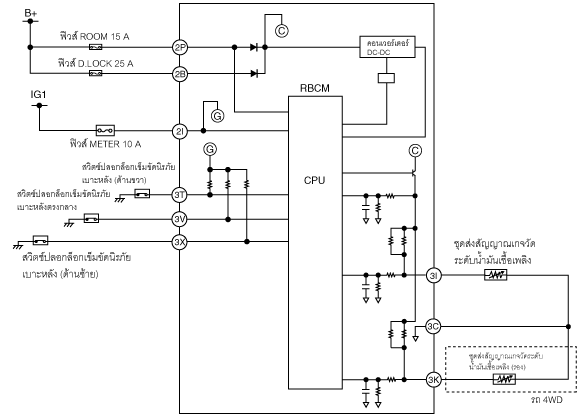 B+
ฟิวส์ ROOM 15 A
2P
C
คอนเวอร์เตอร์
DC-DC
ฟิวส์ D.LOCK 25 A
2B
RBCM
IG1
G
2I
ฟิวส์ METER 10 A
G
C
สวิตช์ปลอกล็อกเข็มขัดนิรภัย
เบาะหลัง (ด้านขวา)
CPU
3T
สวิตช์ปลอกล็อกเข็มขัดนิรภัย
เบาะหลังตรงกลาง
3V
3X
สวิตช์ปลอกล็อกเข็มขัดนิรภัย
เบาะหลัง (ด้านซ้าย)
ชุดส่งสัญญาณเกจวัด
ระดับน้ำมันเชื้อเพลิง
3I
3C
ชุดส่งสัญญาณเกจวัดระดับ
น้ำมันเชื้อเพลิง (รอง)
3K
รถ 4WD